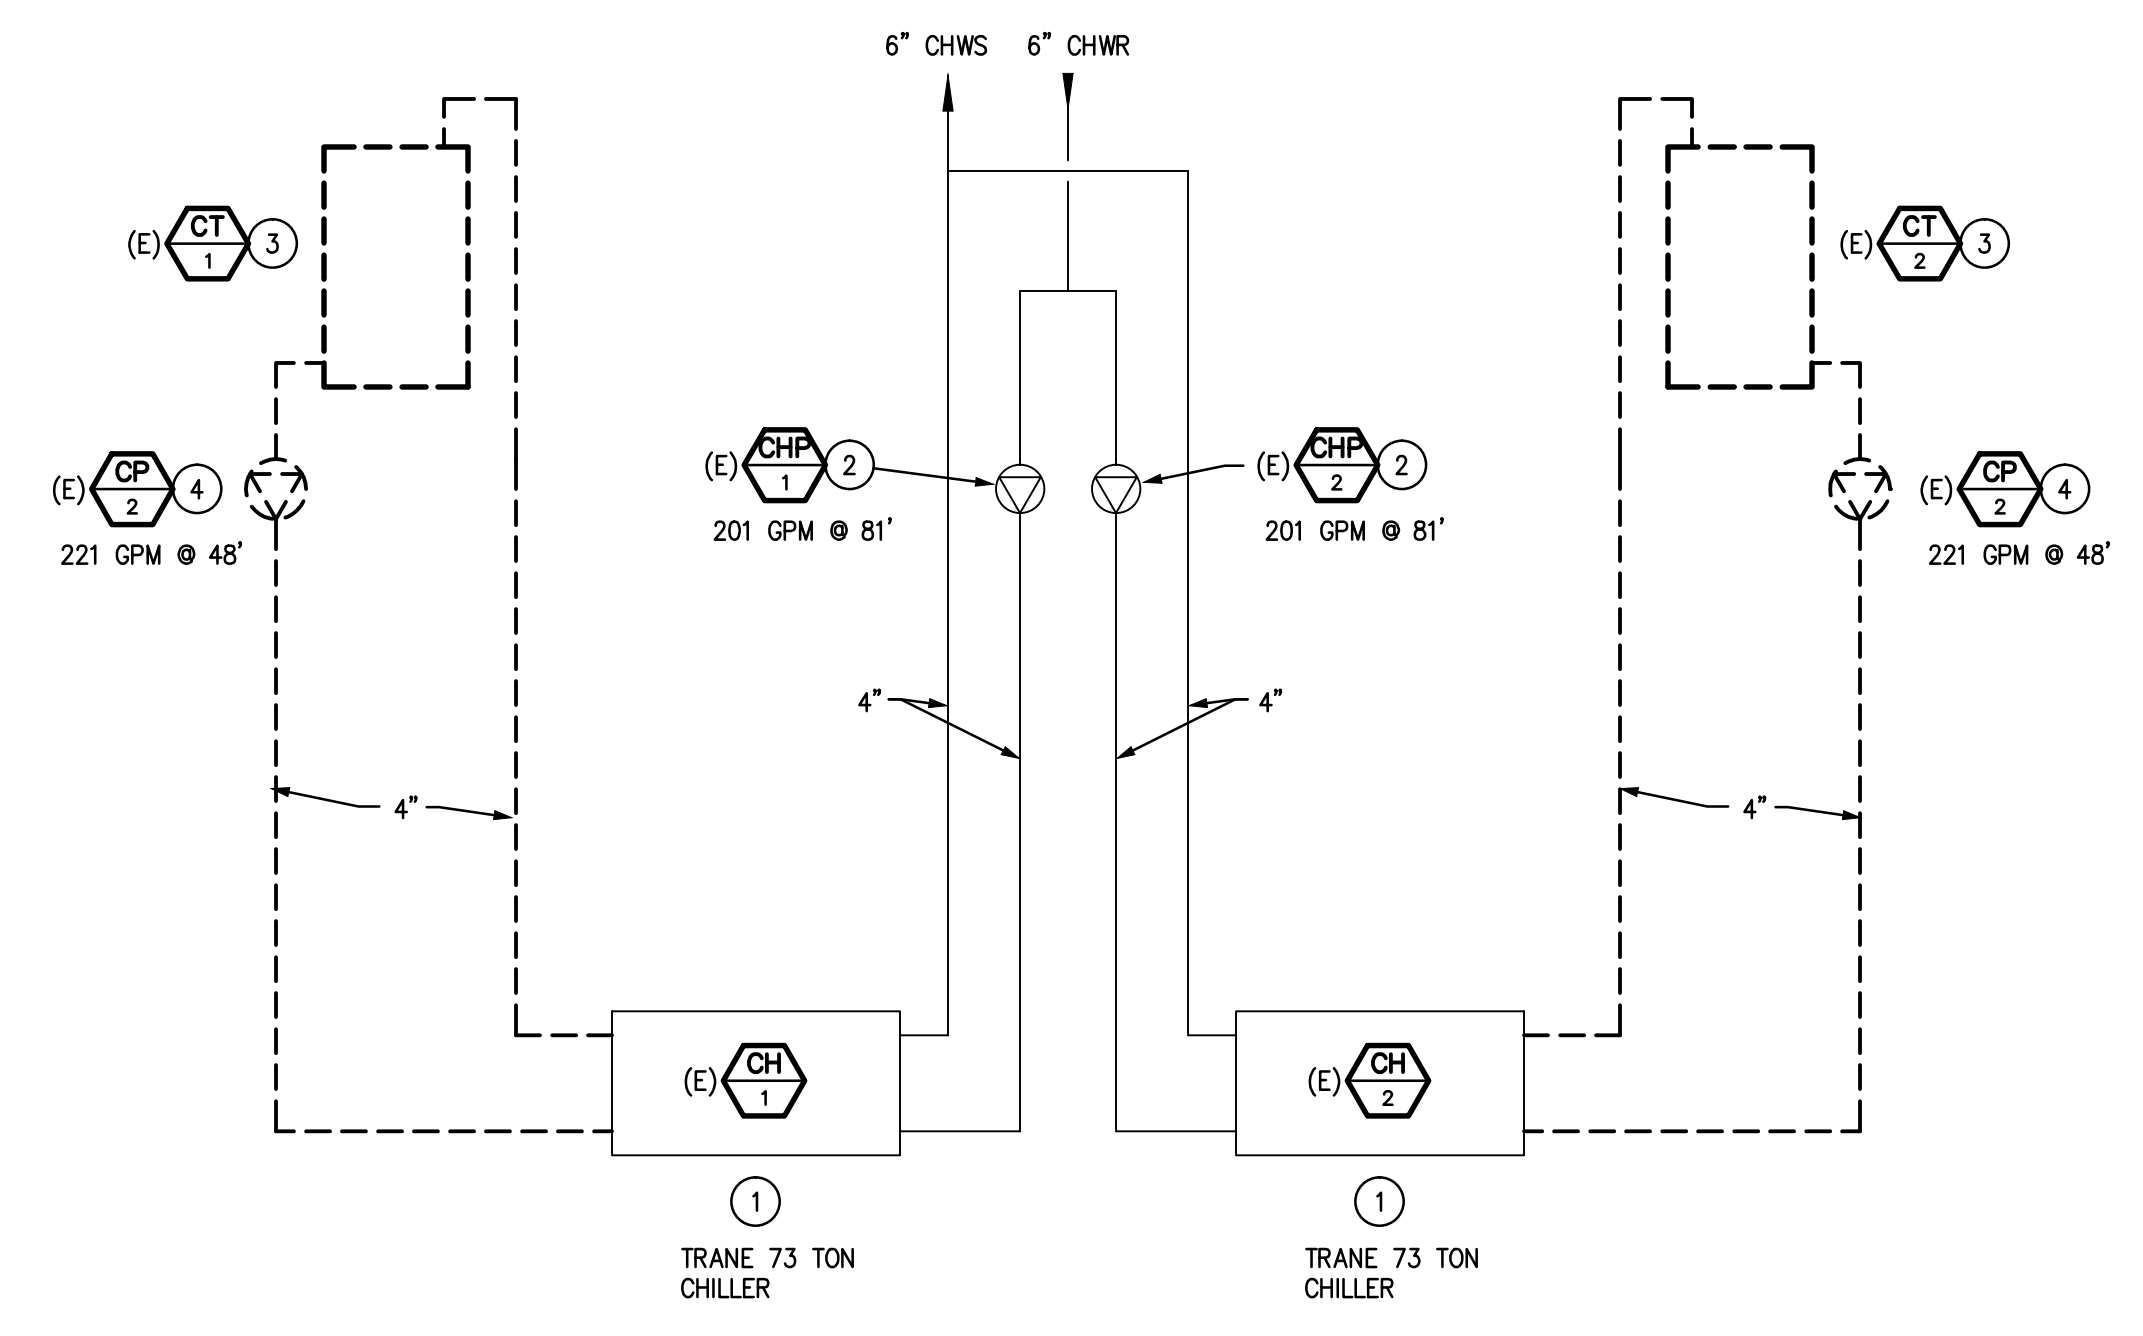 6” CHWS 6” CHWR
(E) CT 1 3
(E) CT 2 3
(E) CHP 1 2
201 GPM @ 81’
(E) CHP 2 2
201 GPM @ 81’
(E) CP 2 4
221 GPM @ 48’
(E) CP 2 4
221 GPM @ 48’
4”
4”
4”
4”
(E) CH 1
(E) CH 2
1
TRANE 73 TON
CHILLER
1
TRANE 73 TON
CHILLER